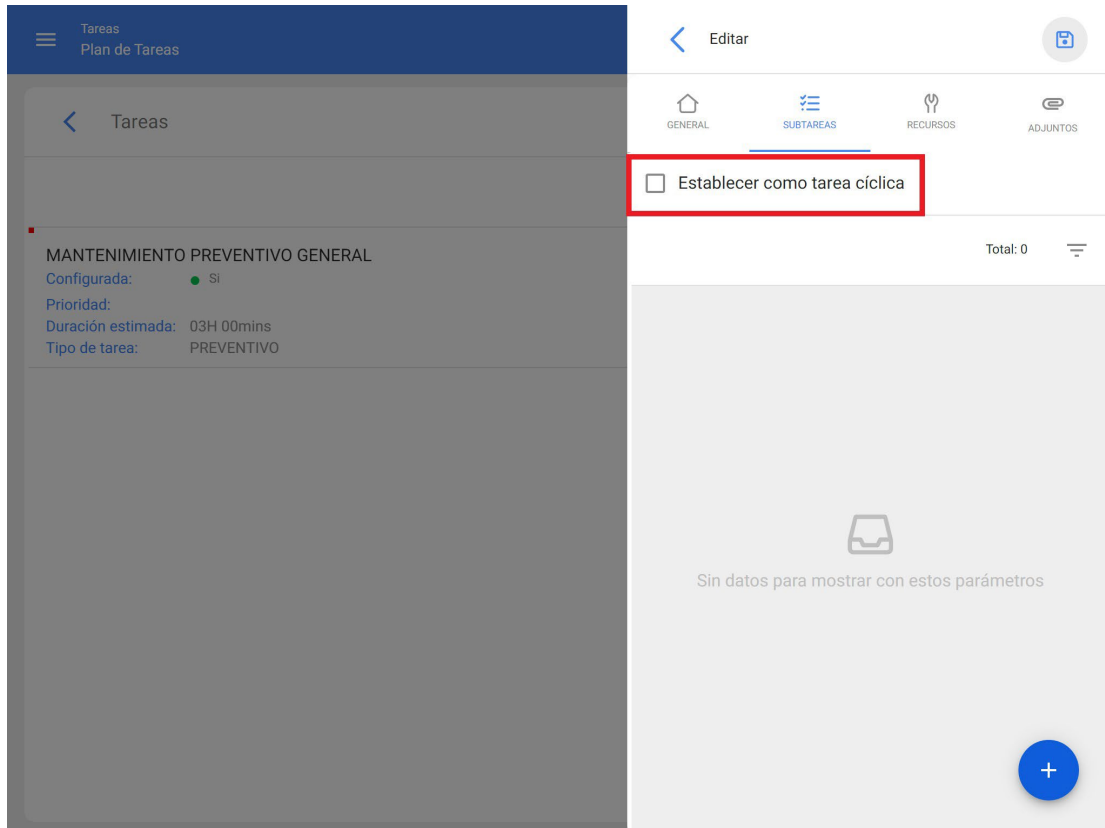 Tareas
Plan de Tareas
Tareas
MANTENIMIENTO PREVENTIVO GENERAL
Configurada: Si
Prioridad:
Duración estimada: 03H 00mins
Tipo de tarea: PREVENTIVO
Editar
GENERAL SUBTAREAS RECURSOS ADJUNTOS
Establecer como tarea cíclica
Total: 0
Sin datos para mostrar con estos parámetros